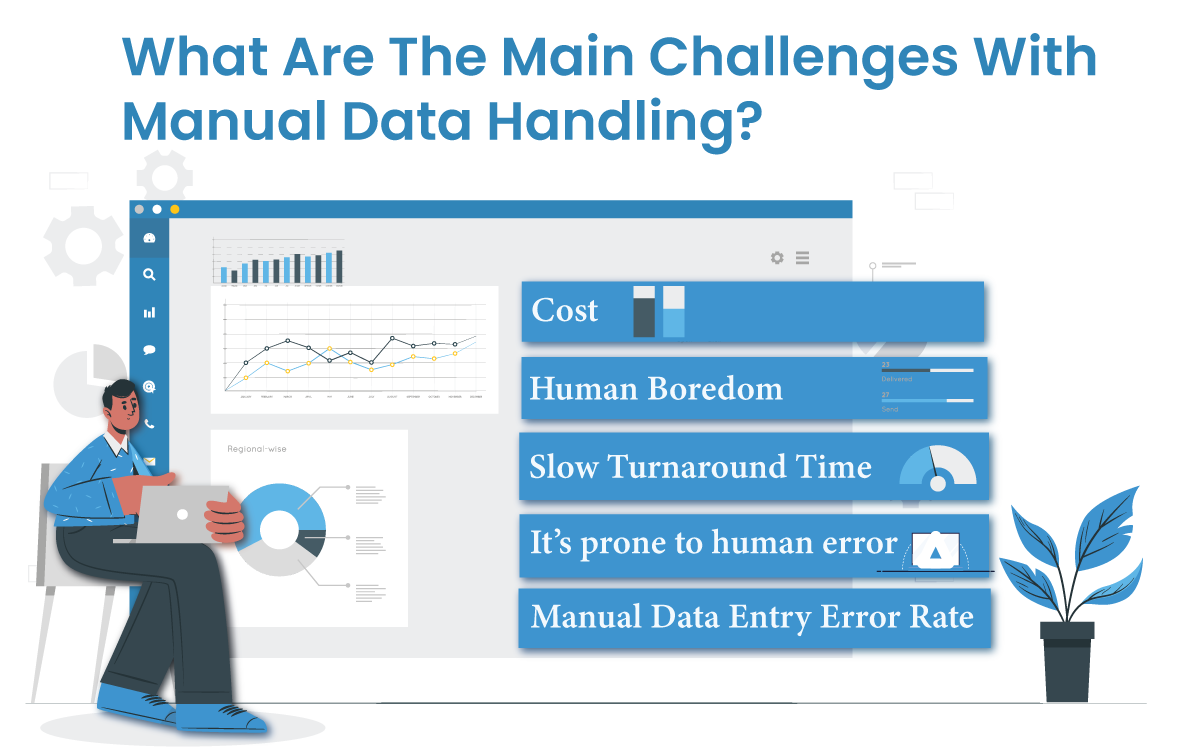 What Are The Main Challenges With
Manual Data Handling?
Cost
23
Delivered
Human Boredom
27
Send
Regional-wise
Slow Turnaround Time
It's prone to human error
Manual Data Entry Error Rate